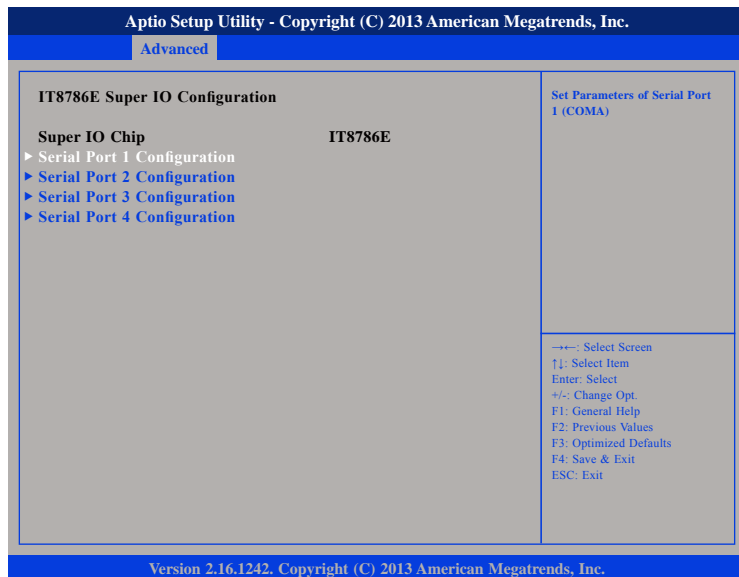 Aptio Setup Utility - Copyright (C) 2013 American Megatrends, Inc.
Advanced
IT8786E Super IO Configuration
Super IO Chip IT8786E
▶ Serial Port 1 Configuration
▶ Serial Port 2 Configuration
▶ Serial Port 3 Configuration
▶ Serial Port 4 Configuration
Set Parameters of Serial Port
1 (COMA)
→←: Select Screen
↑↓: Select Item
Enter: Select
+/-: Change Opt.
F1: General Help
F2: Previous Values
F3: Optimized Defaults
F4: Save & Exit
ESC: Exit
Version 2.16.1242. Copyright (C) 2013 American Megatrends, Inc.